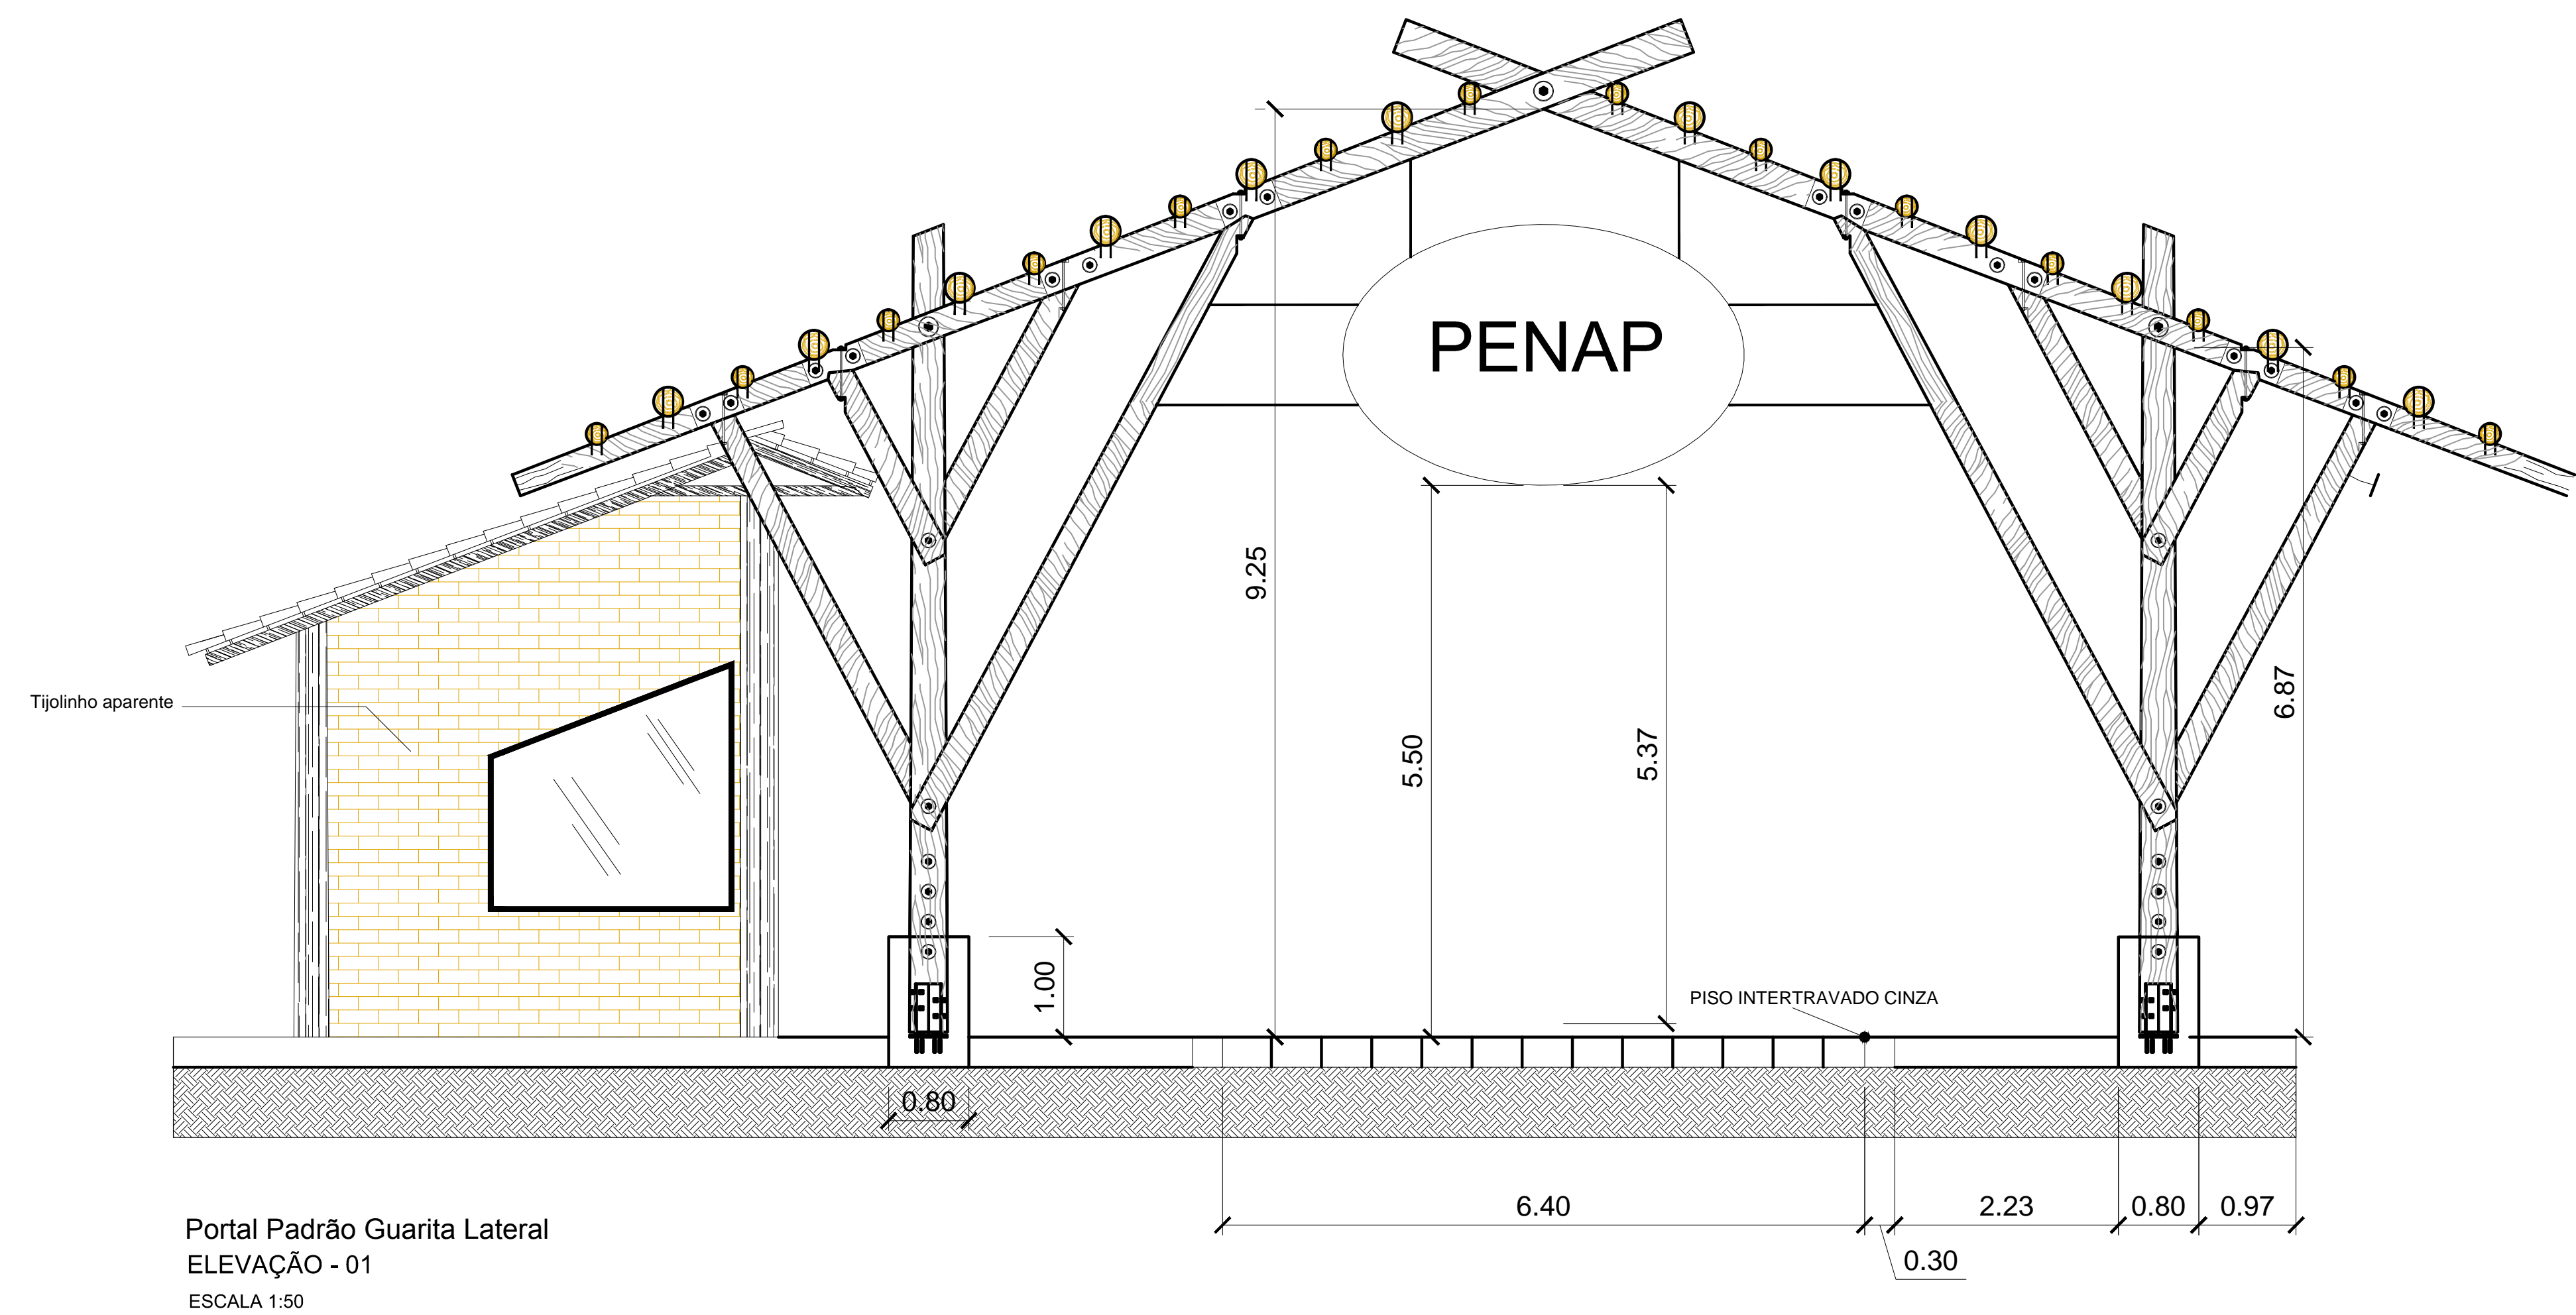 PENAP
9.25
6.87
Tijolinho aparente
5.50
5.37
1.00
PISO INTERTRAVADO CINZA
0.80
6.40
2.23
0.80
0.97
0.30
Portal Padrão Guarita Lateral
ELEVAÇÃO - 01
ESCALA 1:50